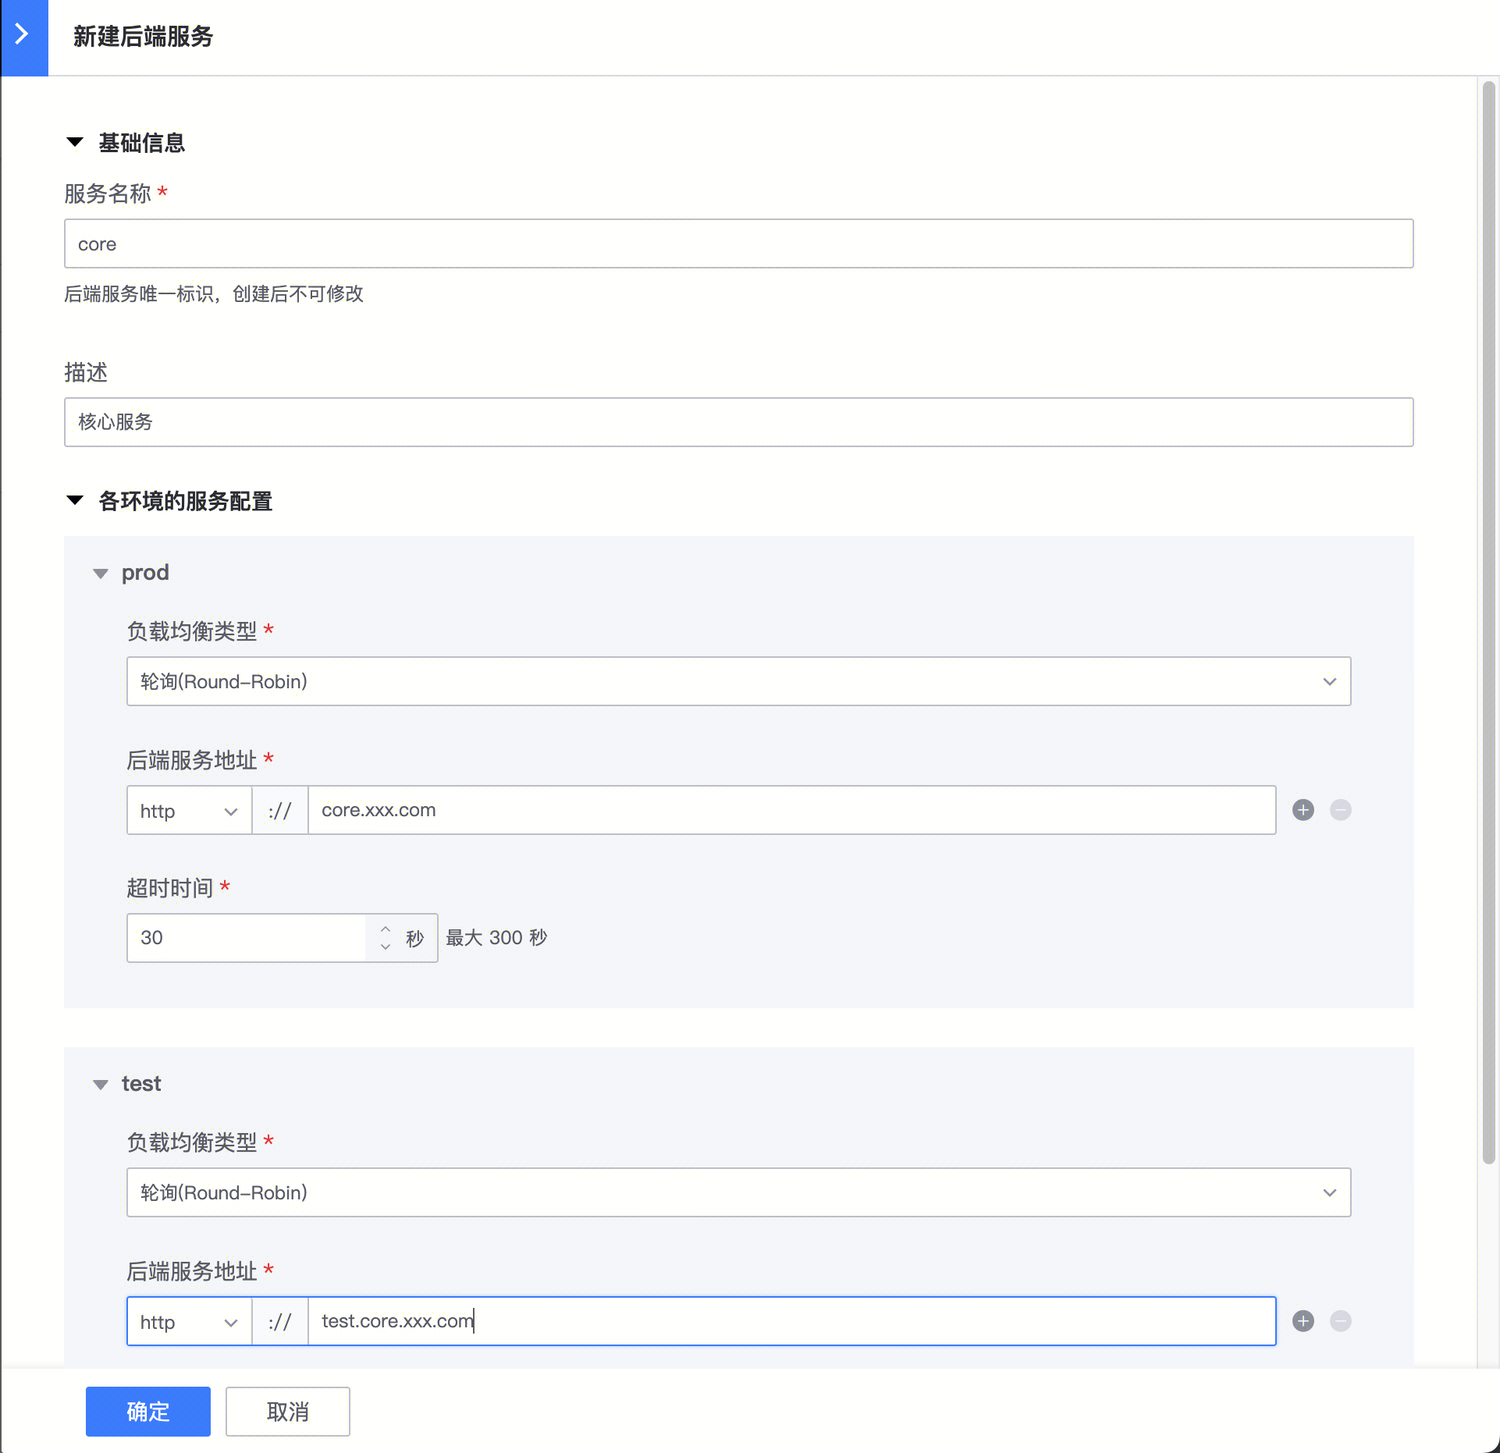 新建后端服务
基础信息
服务名称 *
core
后端服务唯一标识，创建后不可修改
描述
核心服务
各环境的服务配置
prod
负载均衡类型 *
轮询(Round-Robin)
后端服务地址 *
http :// core.xxx.com
超时时间 *
30 秒 最大 300 秒
test
负载均衡类型 *
轮询(Round-Robin)
后端服务地址 *
http :// test.core.xxx.com
确定 取消